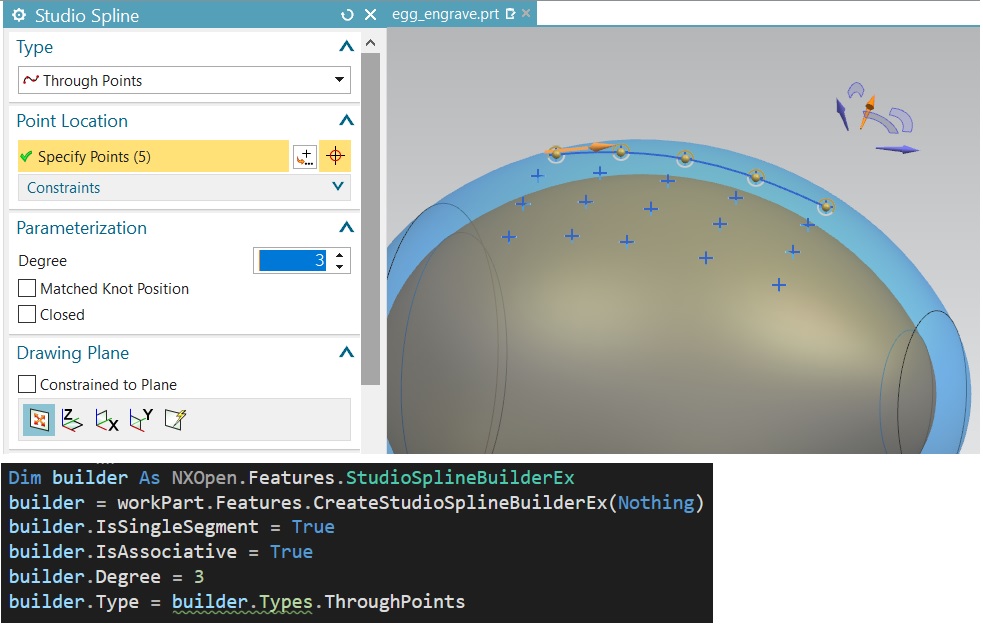 Studio Spline
egg_engrave.prt
Type
Through Points
Point Location
Specify Points (5)
Constraints
Parameterization
Degree
3
Matched Knot Position
Closed
Drawing Plane
Constrained to Plane
Z
X
Y
Dim builder As NXOpen.Features.StudioSplineBuilderEx
builder = workPart.Features.CreateStudioSplineBuilderEx(Nothing)
builder.IsSingleSegment = True
builder.IsAssociative = True
builder.Degree = 3
builder.Type = builder.Types.ThroughPoints